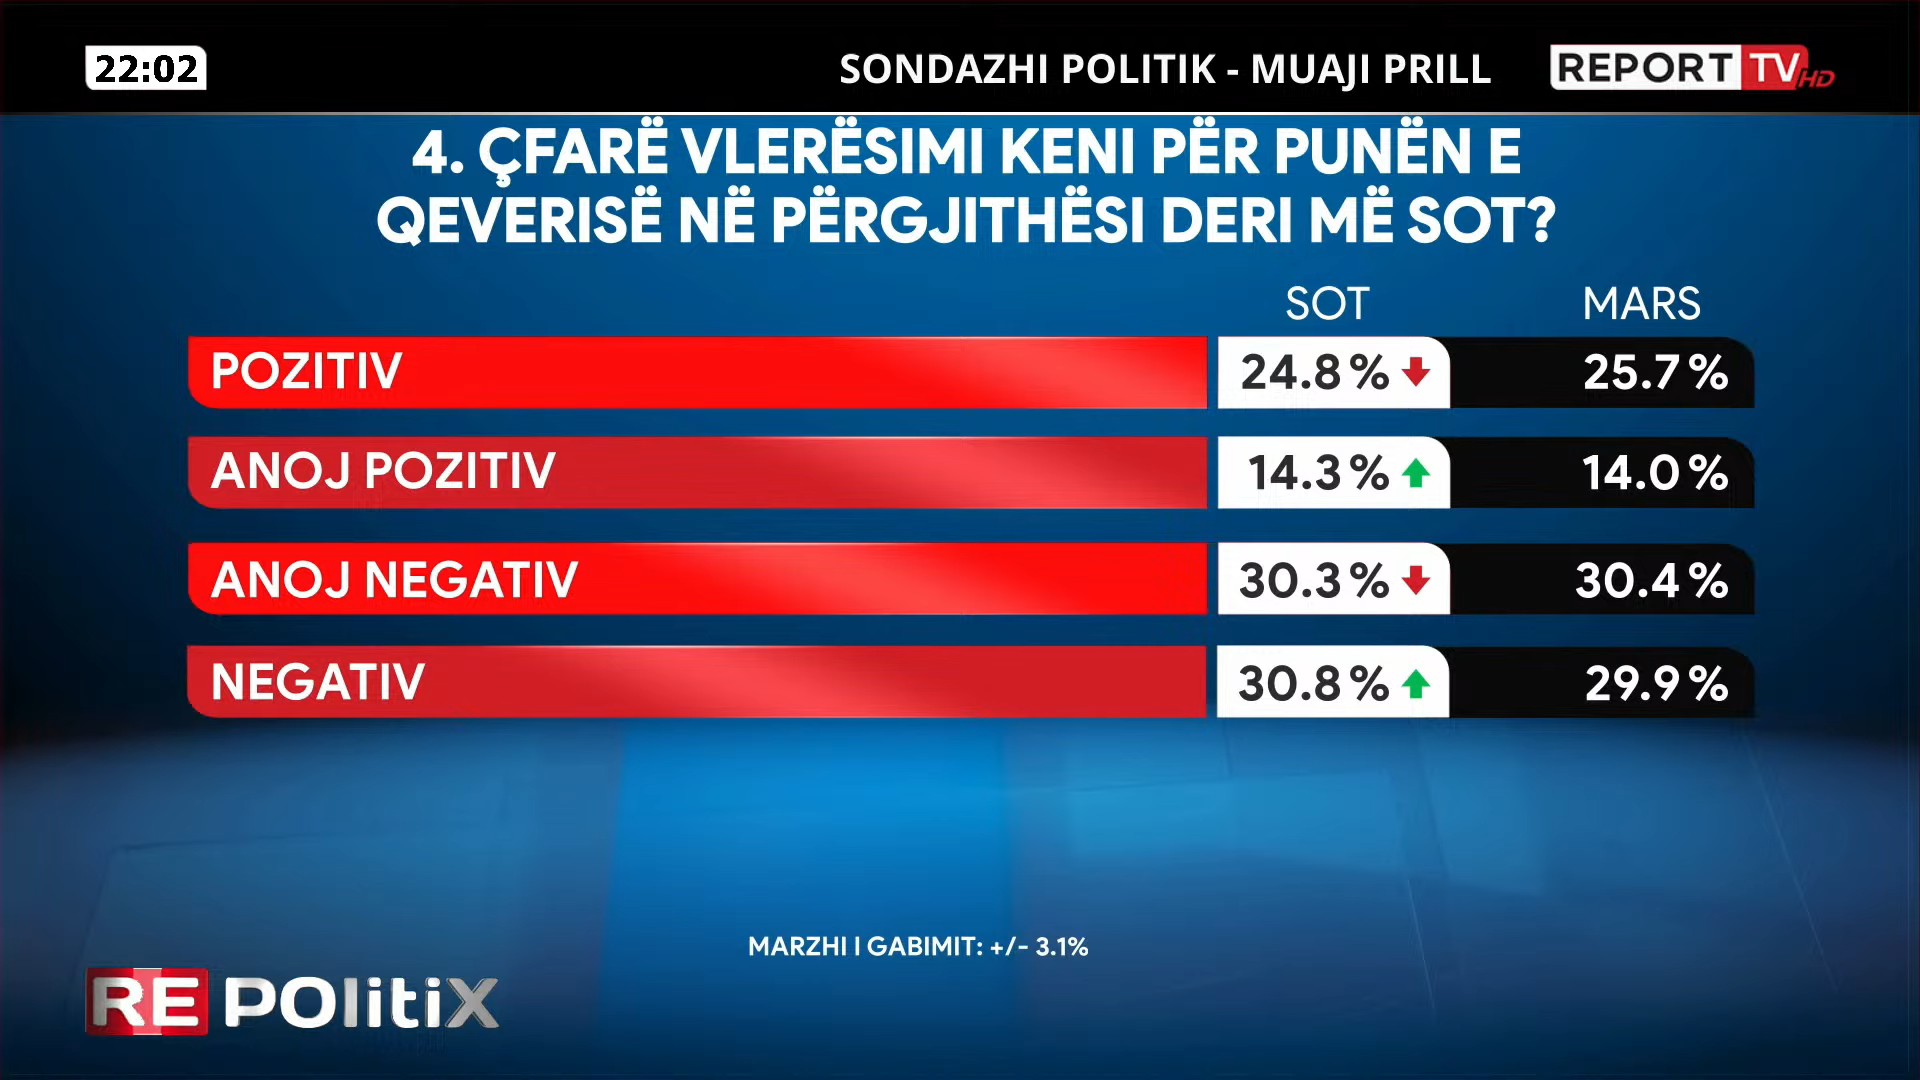 22:02
SONDAZHI POLITIK - MUAJI PRILL
REPORT TV HD
4. ÇFARË VLERËSIMI KENI PËR PUNËN E
QEVERISË NË PËRGJITHËSI DERI MË SOT?
SOT MARS
POZITIV 24.8% 25.7%
ANOJ POZITIV 14.3% 14.0%
ANOJ NEGATIV 30.3% 30.4%
NEGATIV 30.8% 29.9%
MARZHI I GABIMIT: +/- 3.1%
RE POlitiX